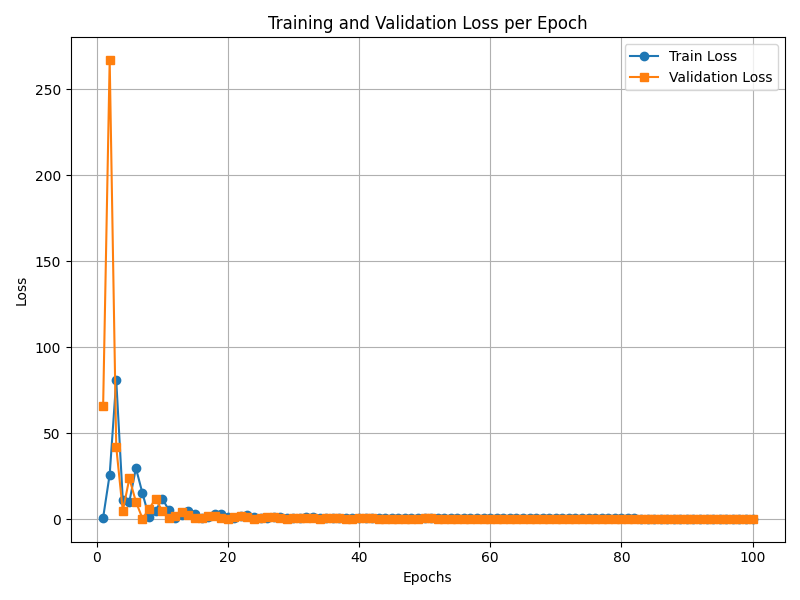 Training and Validation Loss per Epoch
Train Loss
Validation Loss
250
200
150
100
50
0
Loss
0 20 40 60 80 100
Epochs